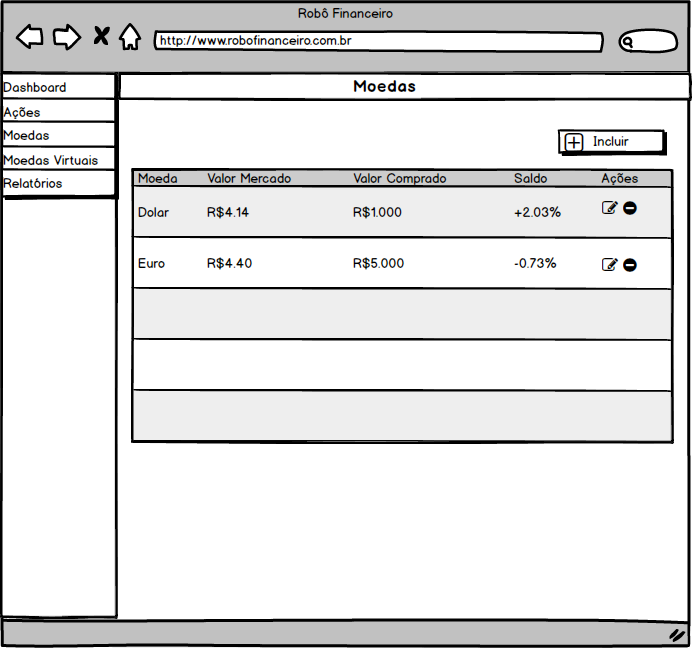 Robô Financeiro
http://www.robofinanceiro.com.br
Dashboard
Ações
Moedas
Moedas Virtuais
Relatórios
Moedas
Incluir
Moeda Valor Mercado Valor Comprado Saldo Ações
Dolar R$4.14 R$1.000 +2.03%
Euro R$4.40 R$5.000 -0.73%